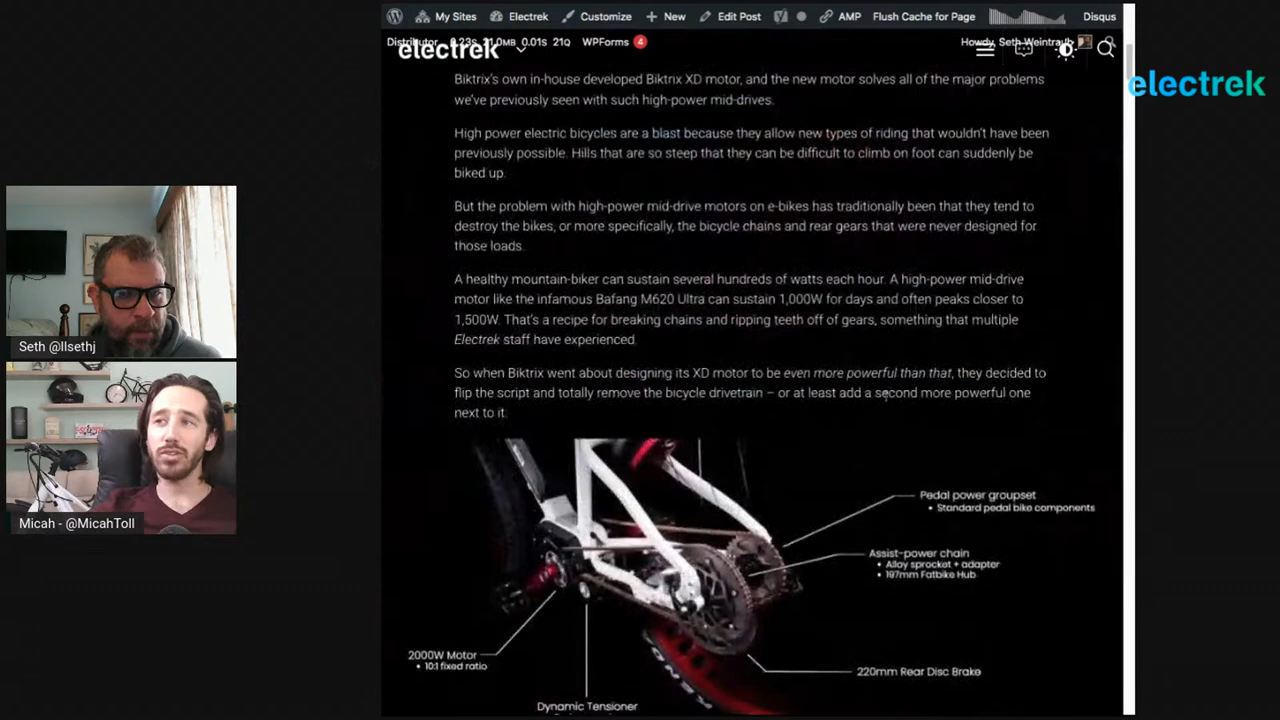 My Sites
Electrek
Customize
New
Edit Post
AMP
Flush Cache for Page
Disqus
Distributor 0.23s 21.0MB 0.01s 21Q WPForms 4
Howdy, Seth Weintraub
electrek
electrek
Biktrix's own in-house developed Biktrix XD motor, and the new motor solves all of the major problems
we've previously seen with such high-power mid-drives.
High power electric bicycles are a blast because they allow new types of riding that wouldn't have been
previously possible. Hills that are so steep that they can be difficult to climb on foot can suddenly be
biked up.
But the problem with high-power mid-drive motors on e-bikes has traditionally been that they tend to
destroy the bikes, or more specifically, the bicycle chains and rear gears that were never designed for
those loads.
A healthy mountain-biker can sustain several hundreds of watts each hour. A high-power mid-drive
motor like the infamous Bafang M620 Ultra can sustain 1,000W for days and often peaks closer to
1,500W. That's a recipe for breaking chains and ripping teeth off of gears, something that multiple
Electrek staff have experienced.
So when Biktrix went about designing its XD motor to be even more powerful than that, they decided to
flip the script and totally remove the bicycle drivetrain – or at least add a second more powerful one
next to it.
Pedal power groupset
• Standard pedal bike components
Assist-power chain
• Alloy sprocket + adapter
• 197mm Fatbike Hub
2000W Motor
• 10:1 fixed ratio
220mm Rear Disc Brake
Dynamic Tensioner
Seth @llsethj
Micah - @MicahToll